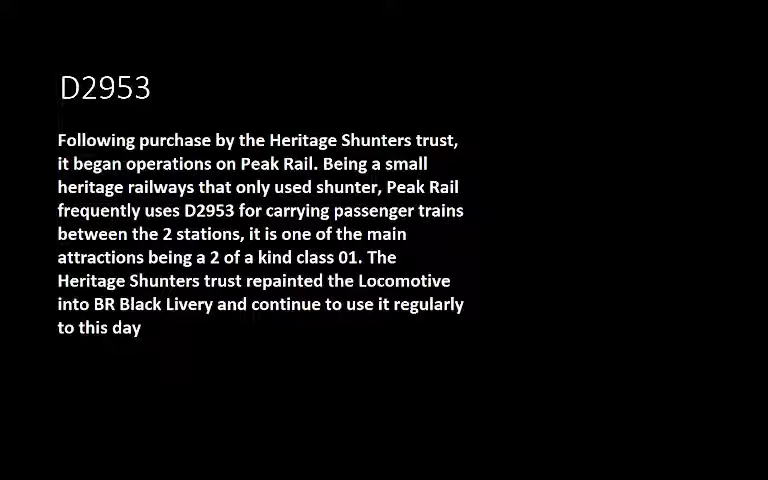 D2953
Following purchase by the Heritage Shunters trust,
it began operations on Peak Rail. Being a small
heritage railways that only used shunter, Peak Rail
frequently uses D2953 for carrying passenger trains
between the 2 stations, it is one of the main
attractions being a 2 of a kind class 01. The
Heritage Shunters trust repainted the Locomotive
into BR Black Livery and continue to use it regularly
to this day